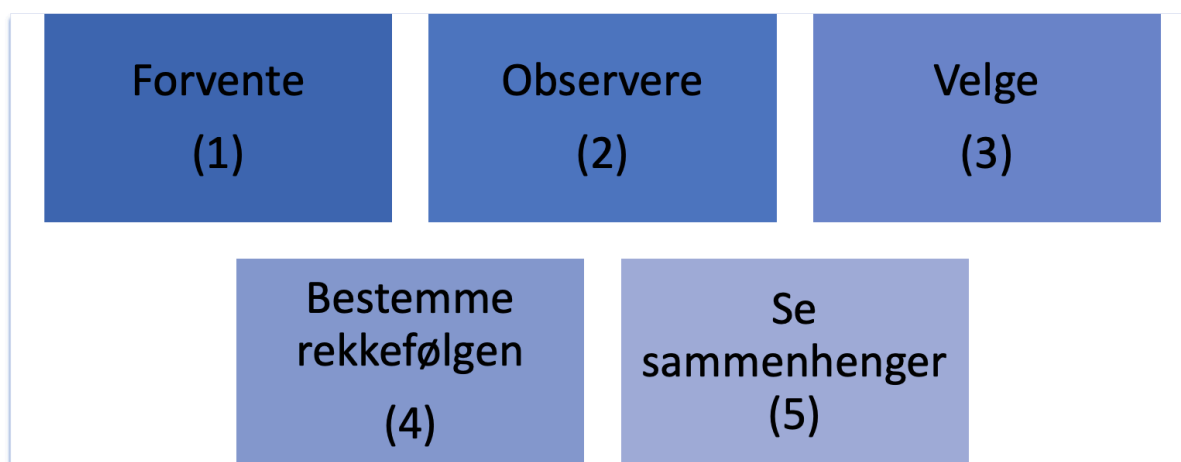 Forvente
(1)
Observere
(2)
Velge
(3)
Bestemme
rekkefølgen
(4)
Se
sammenhenger
(5)